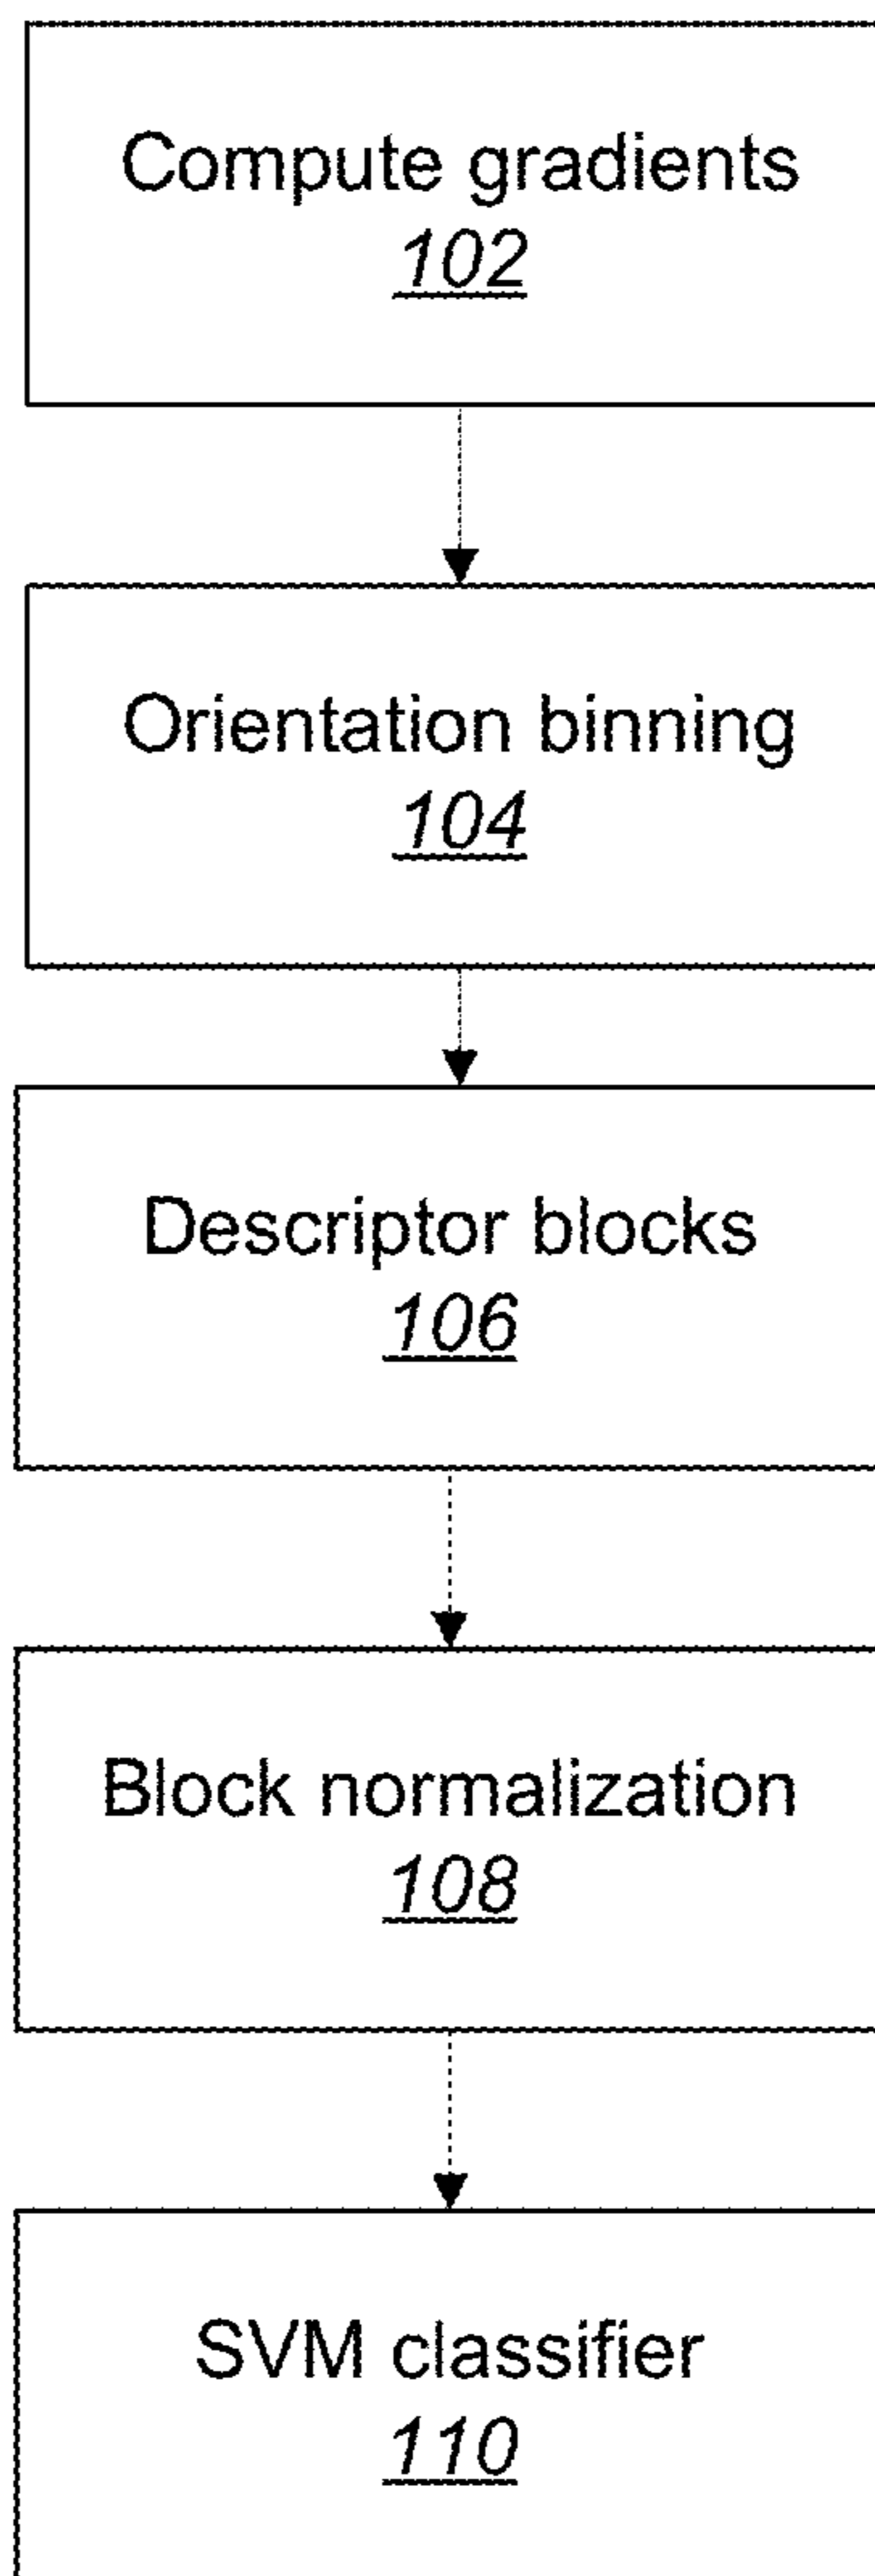 Compute gradients
102
Orientation binning
104
Descriptor blocks
106
Block normalization
108
SVM classifier
110